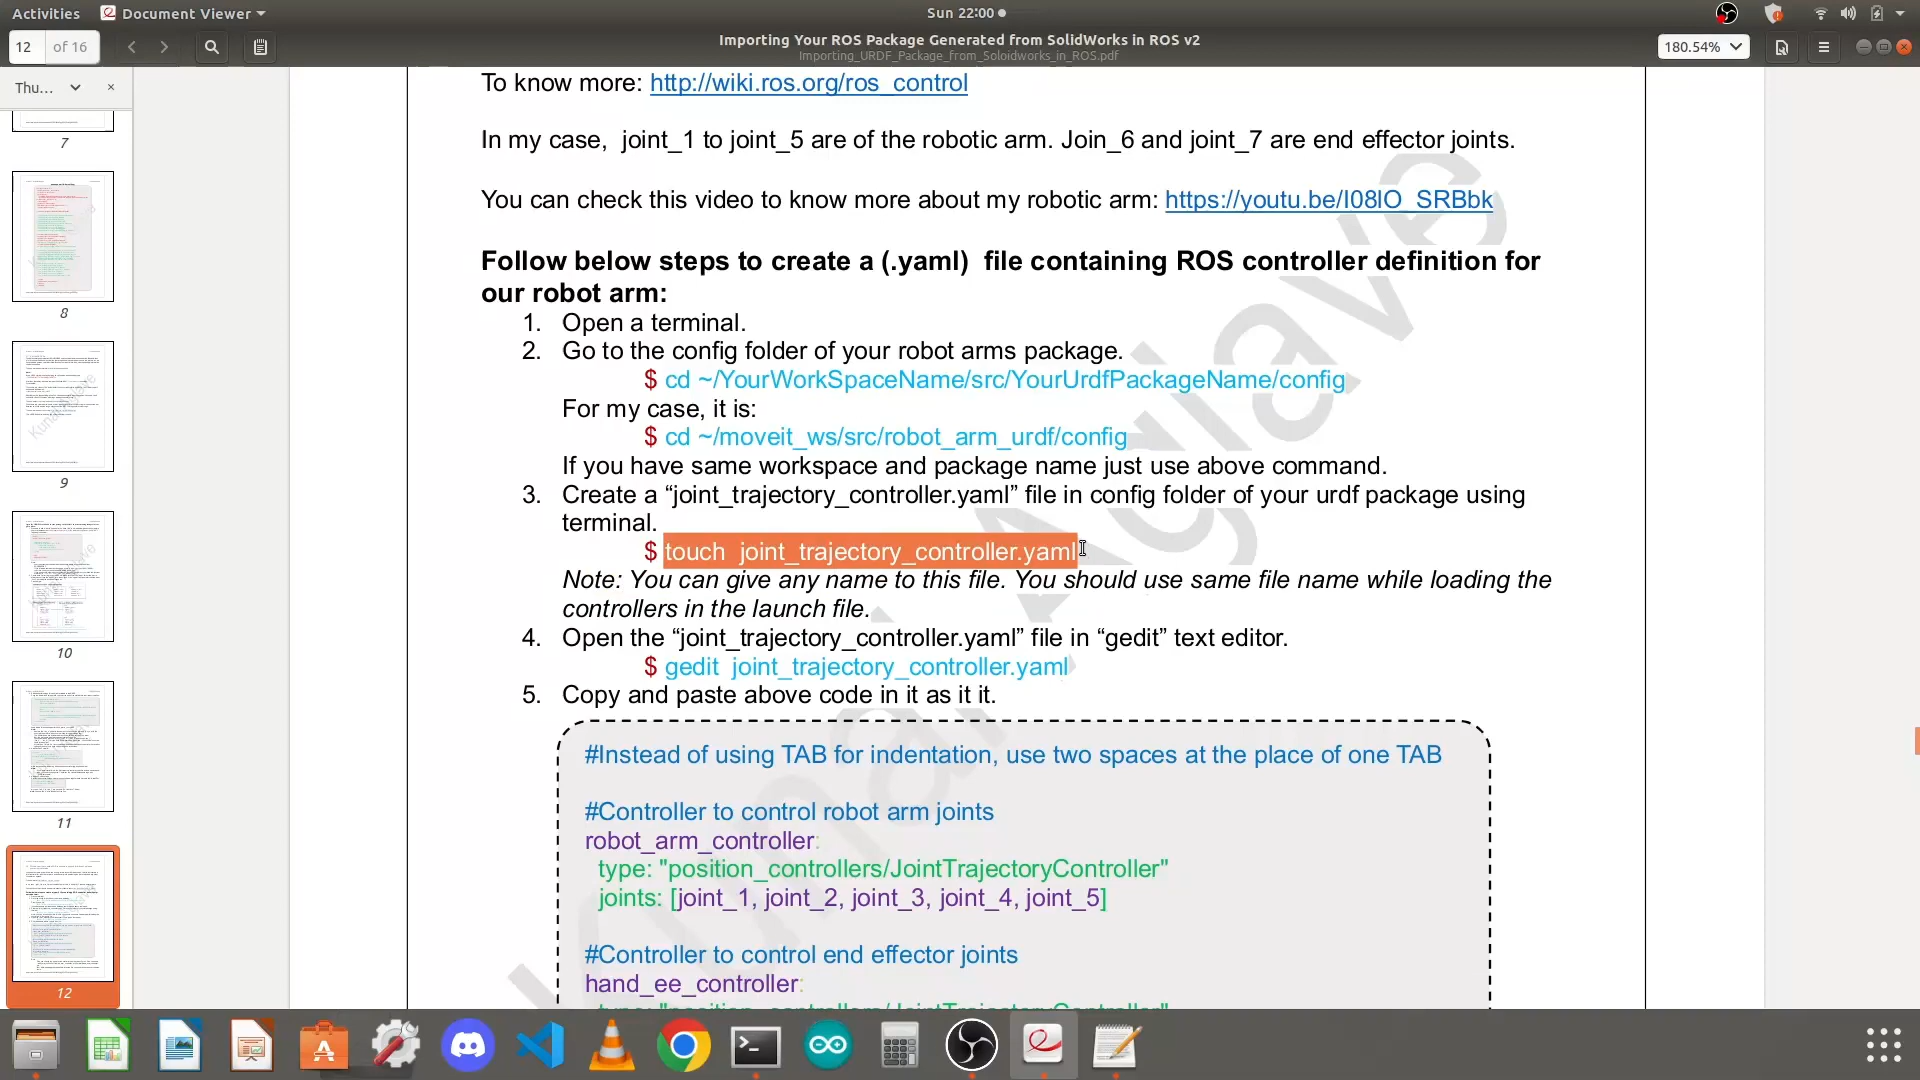 Activities
Document Viewer
Sun 22:00
12 of 16
Importing Your ROS Package Generated from SolidWorks in ROS v2
Importing_URDF_Package_from_Soloidworks_in_ROS.pdf
180.54%
Thu...
7
8
9
10
11
12
To know more: http://wiki.ros.org/ros_control
In my case, joint_1 to joint_5 are of the robotic arm. Join_6 and joint_7 are end effector joints.
You can check this video to know more about my robotic arm: https://youtu.be/I08lO_SRBbk
Follow below steps to create a (.yaml) file containing ROS controller definition for
our robot arm:
1. Open a terminal.
2. Go to the config folder of your robot arms package.
$ cd ~/YourWorkSpaceName/src/YourUrdfPackageName/config
For my case, it is:
$ cd ~/moveit_ws/src/robot_arm_urdf/config
If you have same workspace and package name just use above command.
3. Create a “joint_trajectory_controller.yaml” file in config folder of your urdf package using
terminal.
$ touch joint_trajectory_controller.yaml
Note: You can give any name to this file. You should use same file name while loading the
controllers in the launch file.
4. Open the “joint_trajectory_controller.yaml” file in “gedit” text editor.
$ gedit joint_trajectory_controller.yaml
5. Copy and paste above code in it as it it.
#Instead of using TAB for indentation, use two spaces at the place of one TAB
#Controller to control robot arm joints
robot_arm_controller:
type: "position_controllers/JointTrajectoryController"
joints: [joint_1, joint_2, joint_3, joint_4, joint_5]
#Controller to control end effector joints
hand_ee_controller:
type: "position_controllers/JointTrajectoryController"